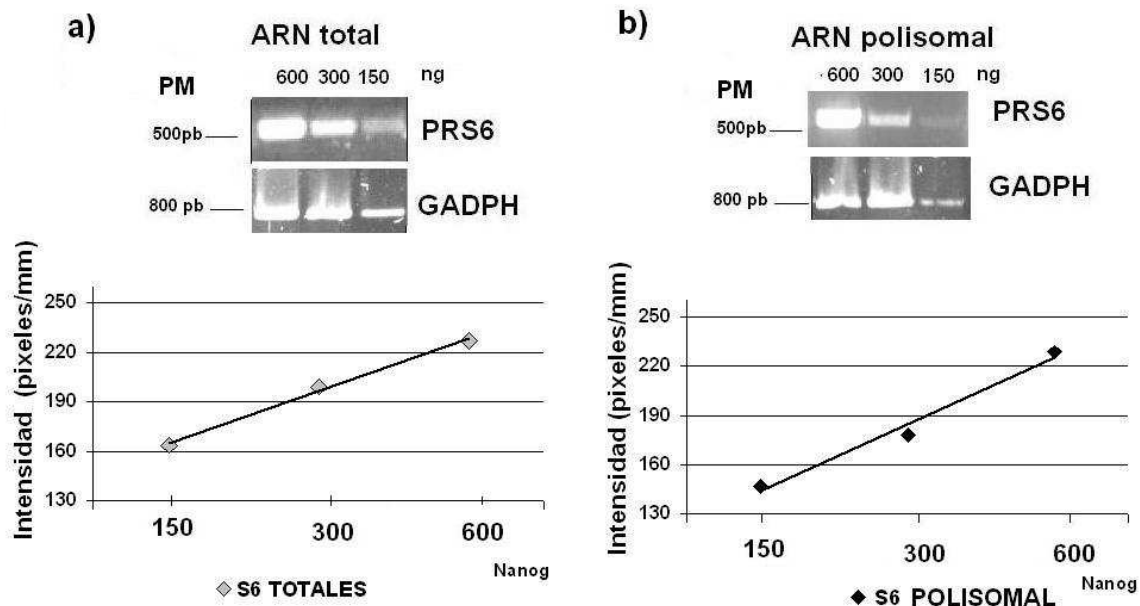 a)
ARN total
600 300 150 ng
PM
500pb
PRS6
800 pb
GADPH
Intensidad (pixeles/mm)
250
220
190
160
130
150 300 600
Nanog
S6 TOTALES
b)
ARN polisomal
600 300 150 ng
PM
500pb
PRS6
800 pb
GADPH
Intensidad (pixeles/mm)
250
220
190
160
130
150 300 600
Nanog
S6 POLISOMAL